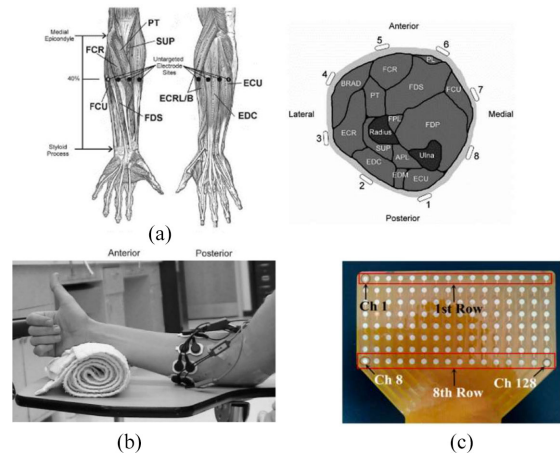 PT
SUP
Medial
Epicondyle
FCR
Untargeted
Electrode
Sites
40%
FCU
FDS
ECRL/B
ECU
EDC
Styloid
Process
(a)
Anterior
5
6
PL
FCR
4
BRAD
FDS
FCU
7
PT
Lateral
Medial
FPL
FDP
3
ECR
Radius
SUP
APL
Ulna
8
EDC
EDM
ECU
2
1
Posterior
Anterior Posterior
(b)
Ch 1
1st Row
Ch 8
8th Row
Ch 128
(c)